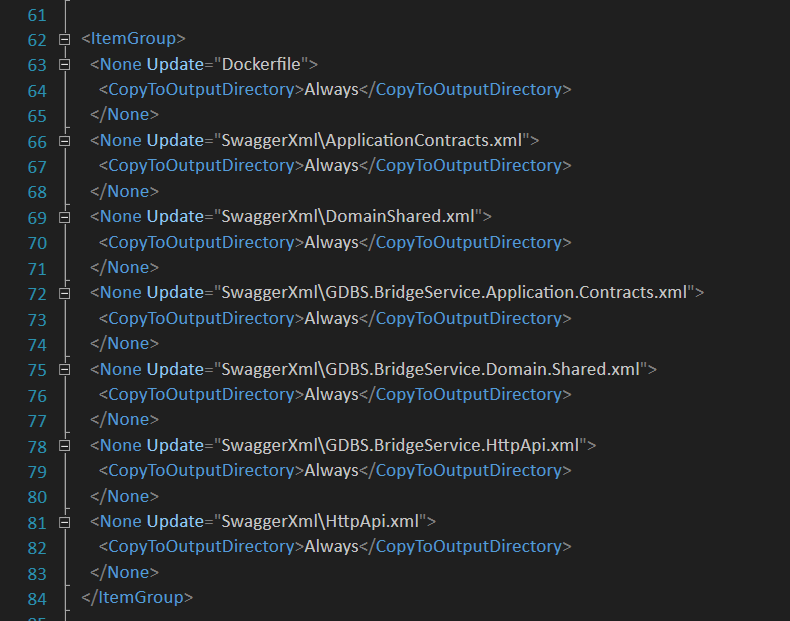 61
62 <ItemGroup>
63 <None Update="Dockerfile">
64 <CopyToOutputDirectory>Always</CopyToOutputDirectory>
65 </None>
66 <None Update="SwaggerXml\ApplicationContracts.xml">
67 <CopyToOutputDirectory>Always</CopyToOutputDirectory>
68 </None>
69 <None Update="SwaggerXml\DomainShared.xml">
70 <CopyToOutputDirectory>Always</CopyToOutputDirectory>
71 </None>
72 <None Update="SwaggerXml\GDBS.BridgeService.Application.Contracts.xml">
73 <CopyToOutputDirectory>Always</CopyToOutputDirectory>
74 </None>
75 <None Update="SwaggerXml\GDBS.BridgeService.Domain.Shared.xml">
76 <CopyToOutputDirectory>Always</CopyToOutputDirectory>
77 </None>
78 <None Update="SwaggerXml\GDBS.BridgeService.HttpApi.xml">
79 <CopyToOutputDirectory>Always</CopyToOutputDirectory>
80 </None>
81 <None Update="SwaggerXml\HttpApi.xml">
82 <CopyToOutputDirectory>Always</CopyToOutputDirectory>
83 </None>
84 </ItemGroup>